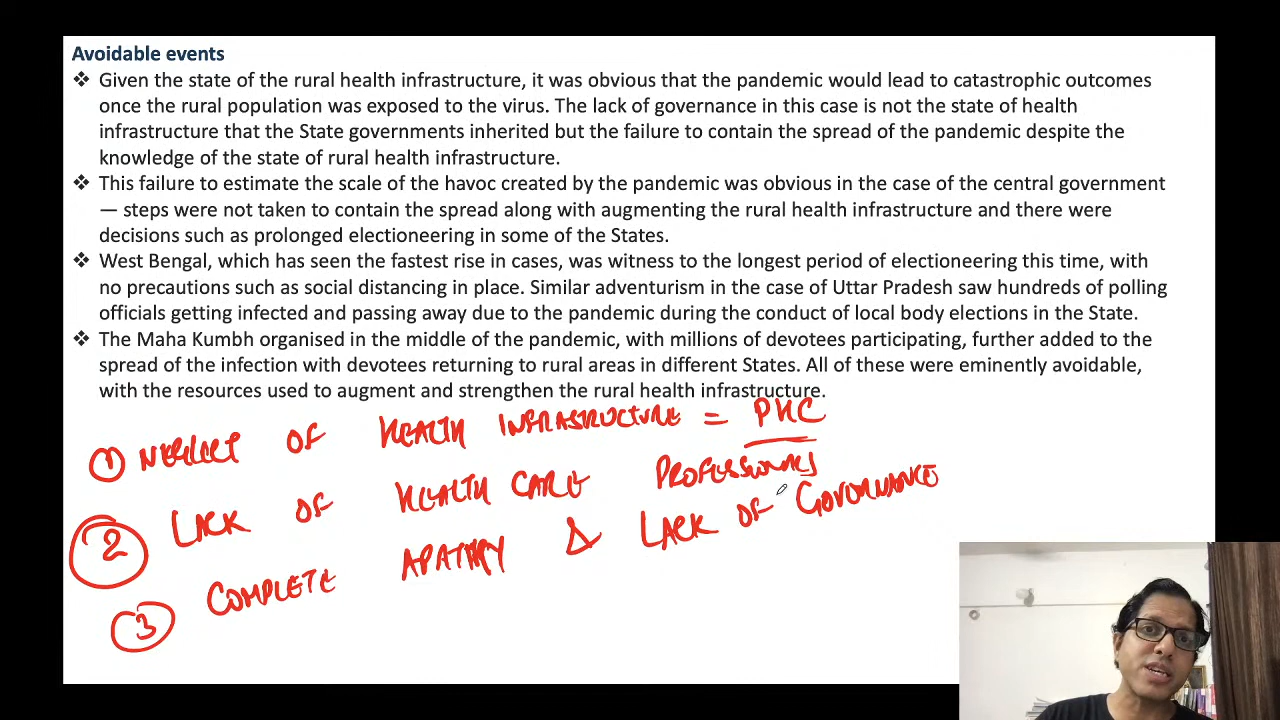 Avoidable events
❖ Given the state of the rural health infrastructure, it was obvious that the pandemic would lead to catastrophic outcomes
once the rural population was exposed to the virus. The lack of governance in this case is not the state of health
infrastructure that the State governments inherited but the failure to contain the spread of the pandemic despite the
knowledge of the state of rural health infrastructure.
❖ This failure to estimate the scale of the havoc created by the pandemic was obvious in the case of the central government
— steps were not taken to contain the spread along with augmenting the rural health infrastructure and there were
decisions such as prolonged electioneering in some of the States.
❖ West Bengal, which has seen the fastest rise in cases, was witness to the longest period of electioneering this time, with
no precautions such as social distancing in place. Similar adventurism in the case of Uttar Pradesh saw hundreds of polling
officials getting infected and passing away due to the pandemic during the conduct of local body elections in the State.
❖ The Maha Kumbh organised in the middle of the pandemic, with millions of devotees participating, further added to the
spread of the infection with devotees returning to rural areas in different States. All of these were eminently avoidable,
with the resources used to augment and strengthen the rural health infrastructure.
1 NEGLECT OF HEALTH INFRASTRUCTURE = PHC
2 LACK OF HEALTH CARE PROFESSIONALS
3 COMPLETE APATHY & LACK OF GOVERNANCE